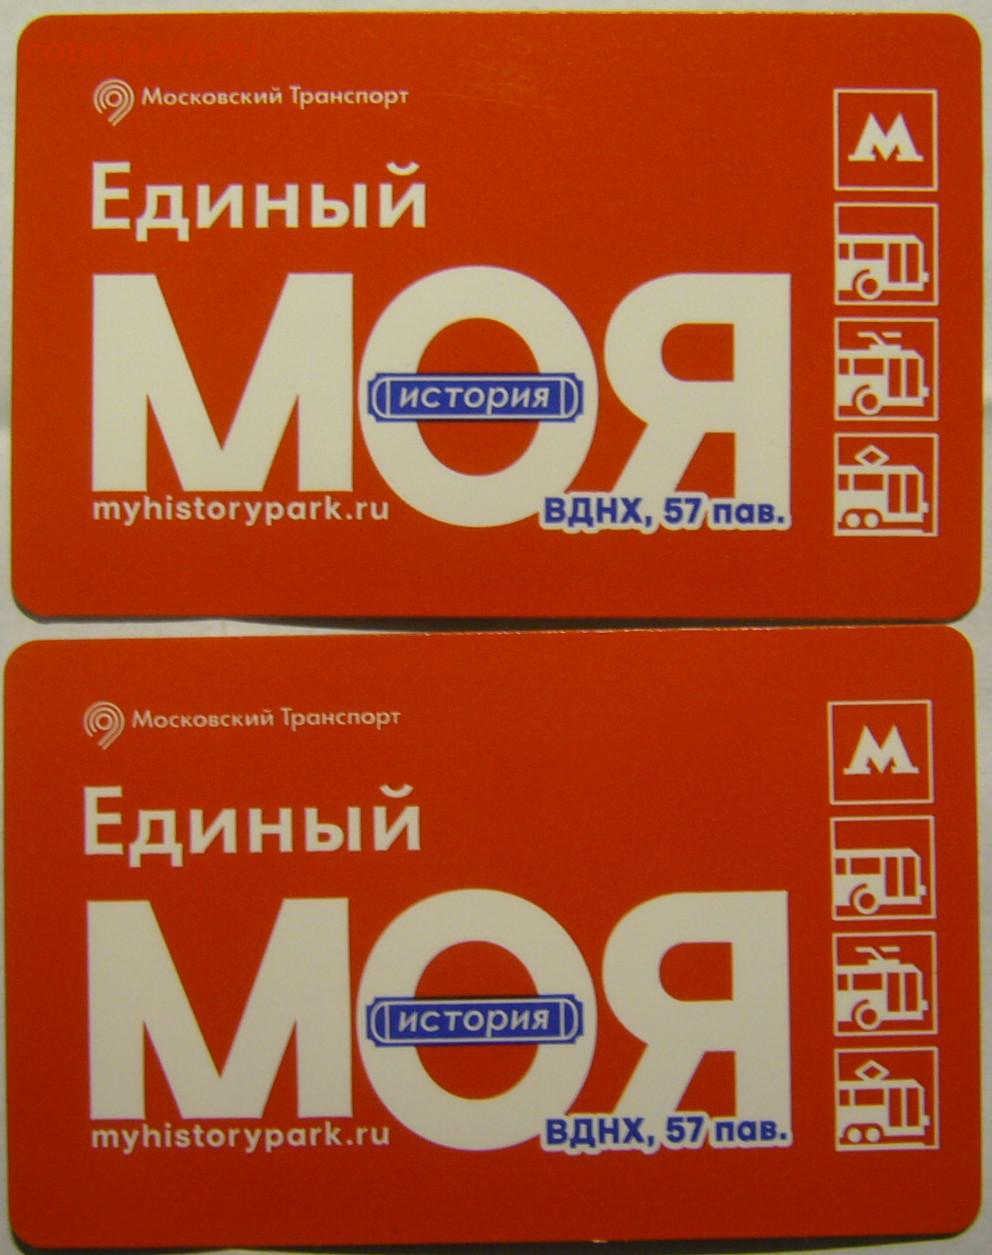 Московский Транспорт
Единый
МОЯ
история
myhistorypark.ru
ВДНХ, 57 пав.
М
Московский Транспорт
Единый
МОЯ
история
myhistorypark.ru
ВДНХ, 57 пав.
М